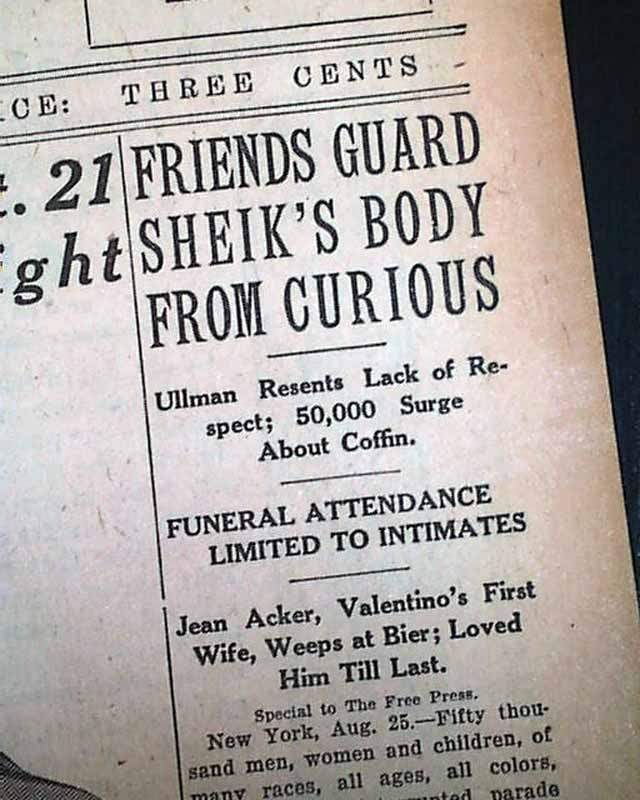 CE: THREE CENTS -
. 21
ght
FRIENDS GUARD
SHEIK'S BODY
FROM CURIOUS
Ullman Resents Lack of Re-
spect; 50,000 Surge
About Coffin.
FUNERAL ATTENDANCE
LIMITED TO INTIMATES
Jean Acker, Valentino's First
Wife, Weeps at Bier; Loved
Him Till Last.
Special to The Free Press.
New York, Aug. 25.—Fifty thou-
sand men, women and children, of
many races, all ages, all colors,
parade